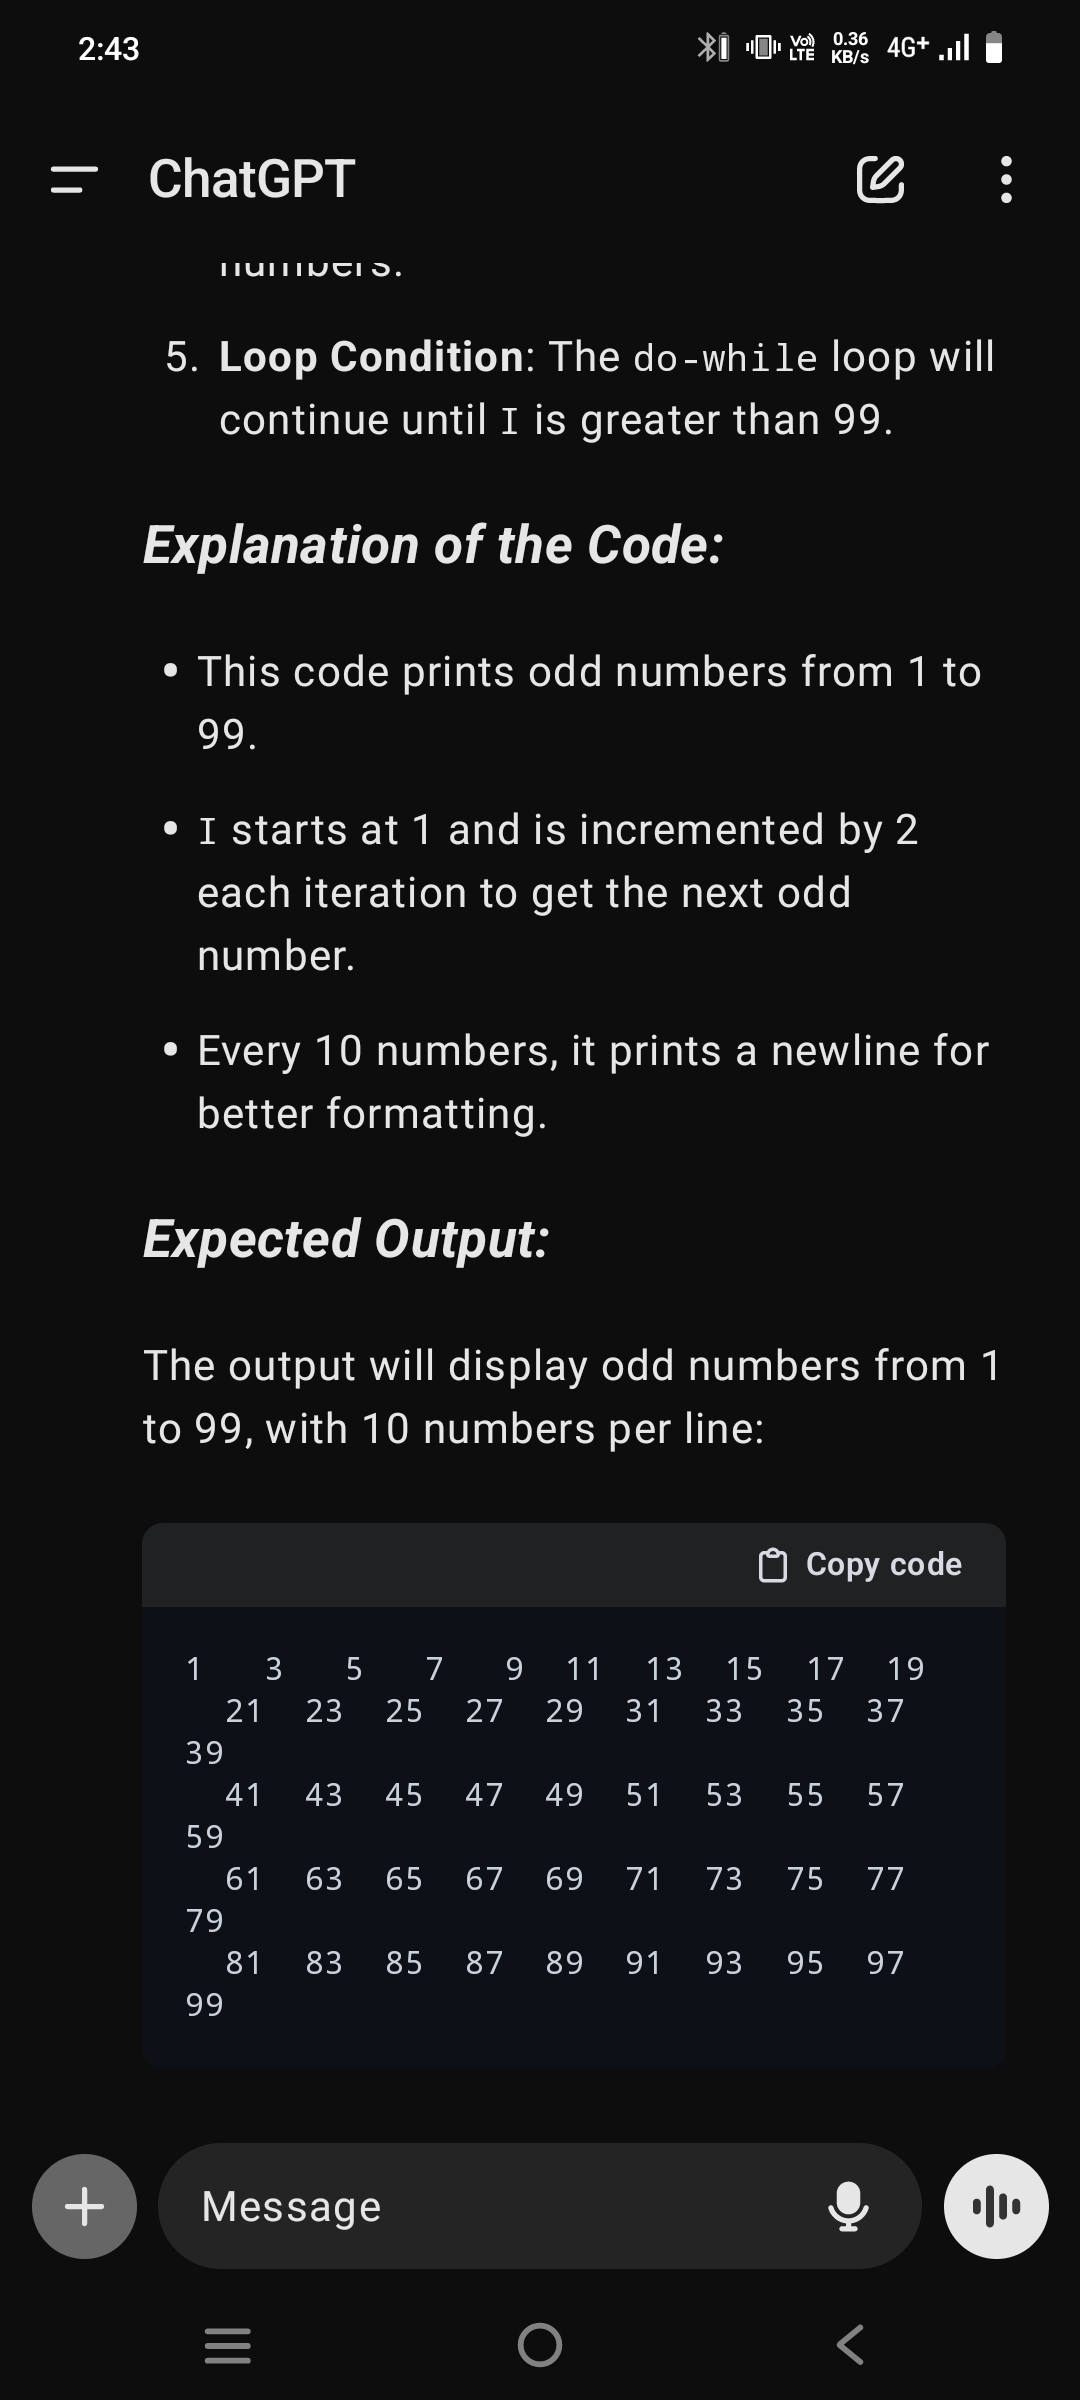 2:43
Vo)) LTE
0.36 KB/s
4G+
ChatGPT
numbers.
5. Loop Condition: The do-while loop will
continue until I is greater than 99.
Explanation of the Code:
• This code prints odd numbers from 1 to
99.
• I starts at 1 and is incremented by 2
each iteration to get the next odd
number.
• Every 10 numbers, it prints a newline for
better formatting.
Expected Output:
The output will display odd numbers from 1
to 99, with 10 numbers per line:
Copy code
1 3 5 7 9 11 13 15 17 19
21 23 25 27 29 31 33 35 37
39
41 43 45 47 49 51 53 55 57
59
61 63 65 67 69 71 73 75 77
79
81 83 85 87 89 91 93 95 97
99
Message